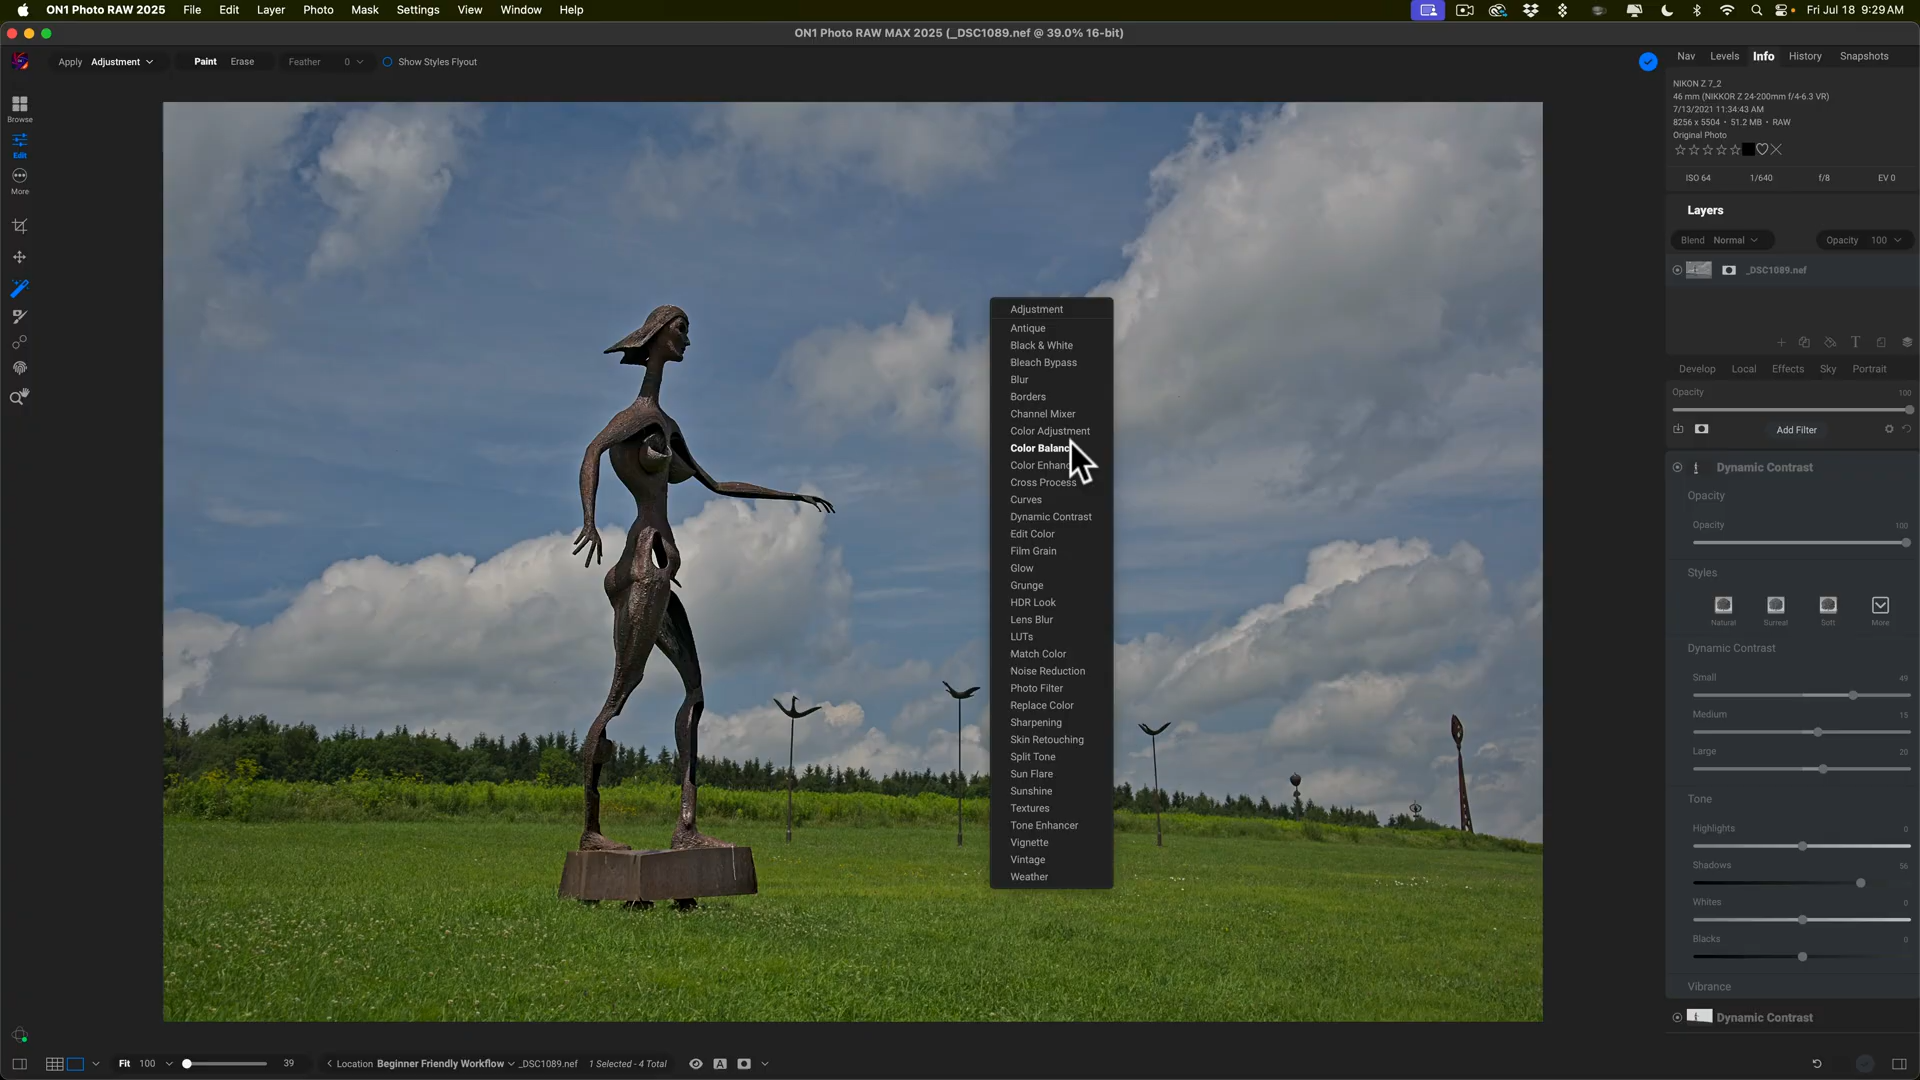 ON1 Photo RAW 2025 File Edit Layer Photo Mask Settings View Window Help Fri Jul 18 9:29 AM
ON1 Photo RAW MAX 2025 (_DSC1089.nef @ 39.0% 16-bit)
Apply Adjustment Paint Erase Feather 0 Show Styles Flyout
Browse
Edit
More
Nav Levels Info History Snapshots
NIKON Z 7_2
46 mm (NIKKOR Z 24-200mm f/4-6.3 VR)
7/13/2021 11:34:43 AM
8256 x 5504 • 51.2 MB • RAW
Original Photo
ISO 64 1/640 f/8 EV 0
Layers
Blend Normal Opacity 100
_DSC1089.nef
Develop Local Effects Sky Portrait
Opacity 100
Add Filter
Dynamic Contrast
Opacity
Opacity 100
Styles
Natural Surreal Soft More
Dynamic Contrast
Small 49
Medium 15
Large 20
Tone
Highlights 0
Shadows 56
Whites 0
Blacks 0
Vibrance
Dynamic Contrast
Adjustment
Antique
Black & White
Bleach Bypass
Blur
Borders
Channel Mixer
Color Adjustment
Color Balanc
Color Enhanc
Cross Process
Curves
Dynamic Contrast
Edit Color
Film Grain
Glow
Grunge
HDR Look
Lens Blur
LUTs
Match Color
Noise Reduction
Photo Filter
Replace Color
Sharpening
Skin Retouching
Split Tone
Sun Flare
Sunshine
Textures
Tone Enhancer
Vignette
Vintage
Weather
Fit 100 39 Location Beginner Friendly Workflow _DSC1089.nef 1 Selected - 4 Total A